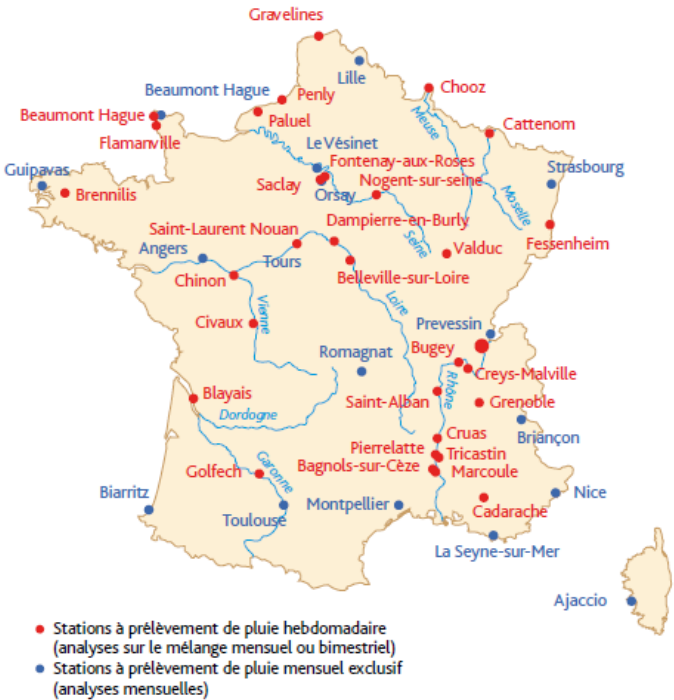 Gravelines
Lille
Chooz
Beaumont Hague
Penly
Beaumont Hague
Paluel
Meuse
Cattenom
Flamanville
Le Vésinet
Guipavas
Fontenay-aux-Roses
Strasbourg
Saclay
Nogent-sur-seine
Brennilis
Orsay
Moselle
Saint-Laurent Nouan
Dampierre-en-Burly
Seine
Fessenheim
Angers
Valduc
Tours
Chinon
Belleville-sur-Loire
Loire
Vienne
Civaux
Prevessin
Romagnat
Bugey
Creys-Malville
Rhône
Blayais
Saint-Alban
Grenoble
Dordogne
Cruas
Briançon
Pierrelatte
Tricastin
Golfech
Garonne
Bagnols-sur-Cèze
Marcoule
Biarritz
Montpellier
Nice
Toulouse
Cadarache
La Seyne-sur-Mer
Ajaccio
Stations à prélèvement de pluie hebdomadaire
(analyses sur le mélange mensuel ou bimestriel)
Stations à prélèvement de pluie mensuel exclusif
(analyses mensuelles)